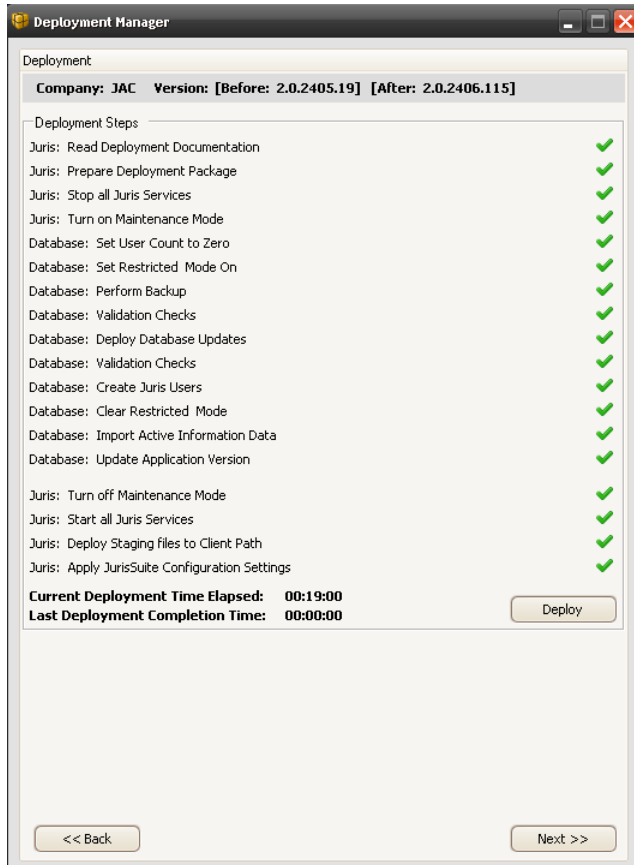 Deployment Manager
Deployment
Company: JAC Version: [Before: 2.0.2405.19] [After: 2.0.2406.115]
Deployment Steps
Juris: Read Deployment Documentation
Juris: Prepare Deployment Package
Juris: Stop all Juris Services
Juris: Turn on Maintenance Mode
Database: Set User Count to Zero
Database: Set Restricted Mode On
Database: Perform Backup
Database: Validation Checks
Database: Deploy Database Updates
Database: Validation Checks
Database: Create Juris Users
Database: Clear Restricted Mode
Database: Import Active Information Data
Database: Update Application Version
Juris: Turn off Maintenance Mode
Juris: Start all Juris Services
Juris: Deploy Staging files to Client Path
Juris: Apply JurisSuite Configuration Settings
Current Deployment Time Elapsed: 00:19:00
Last Deployment Completion Time: 00:00:00
Deploy
<< Back
Next >>